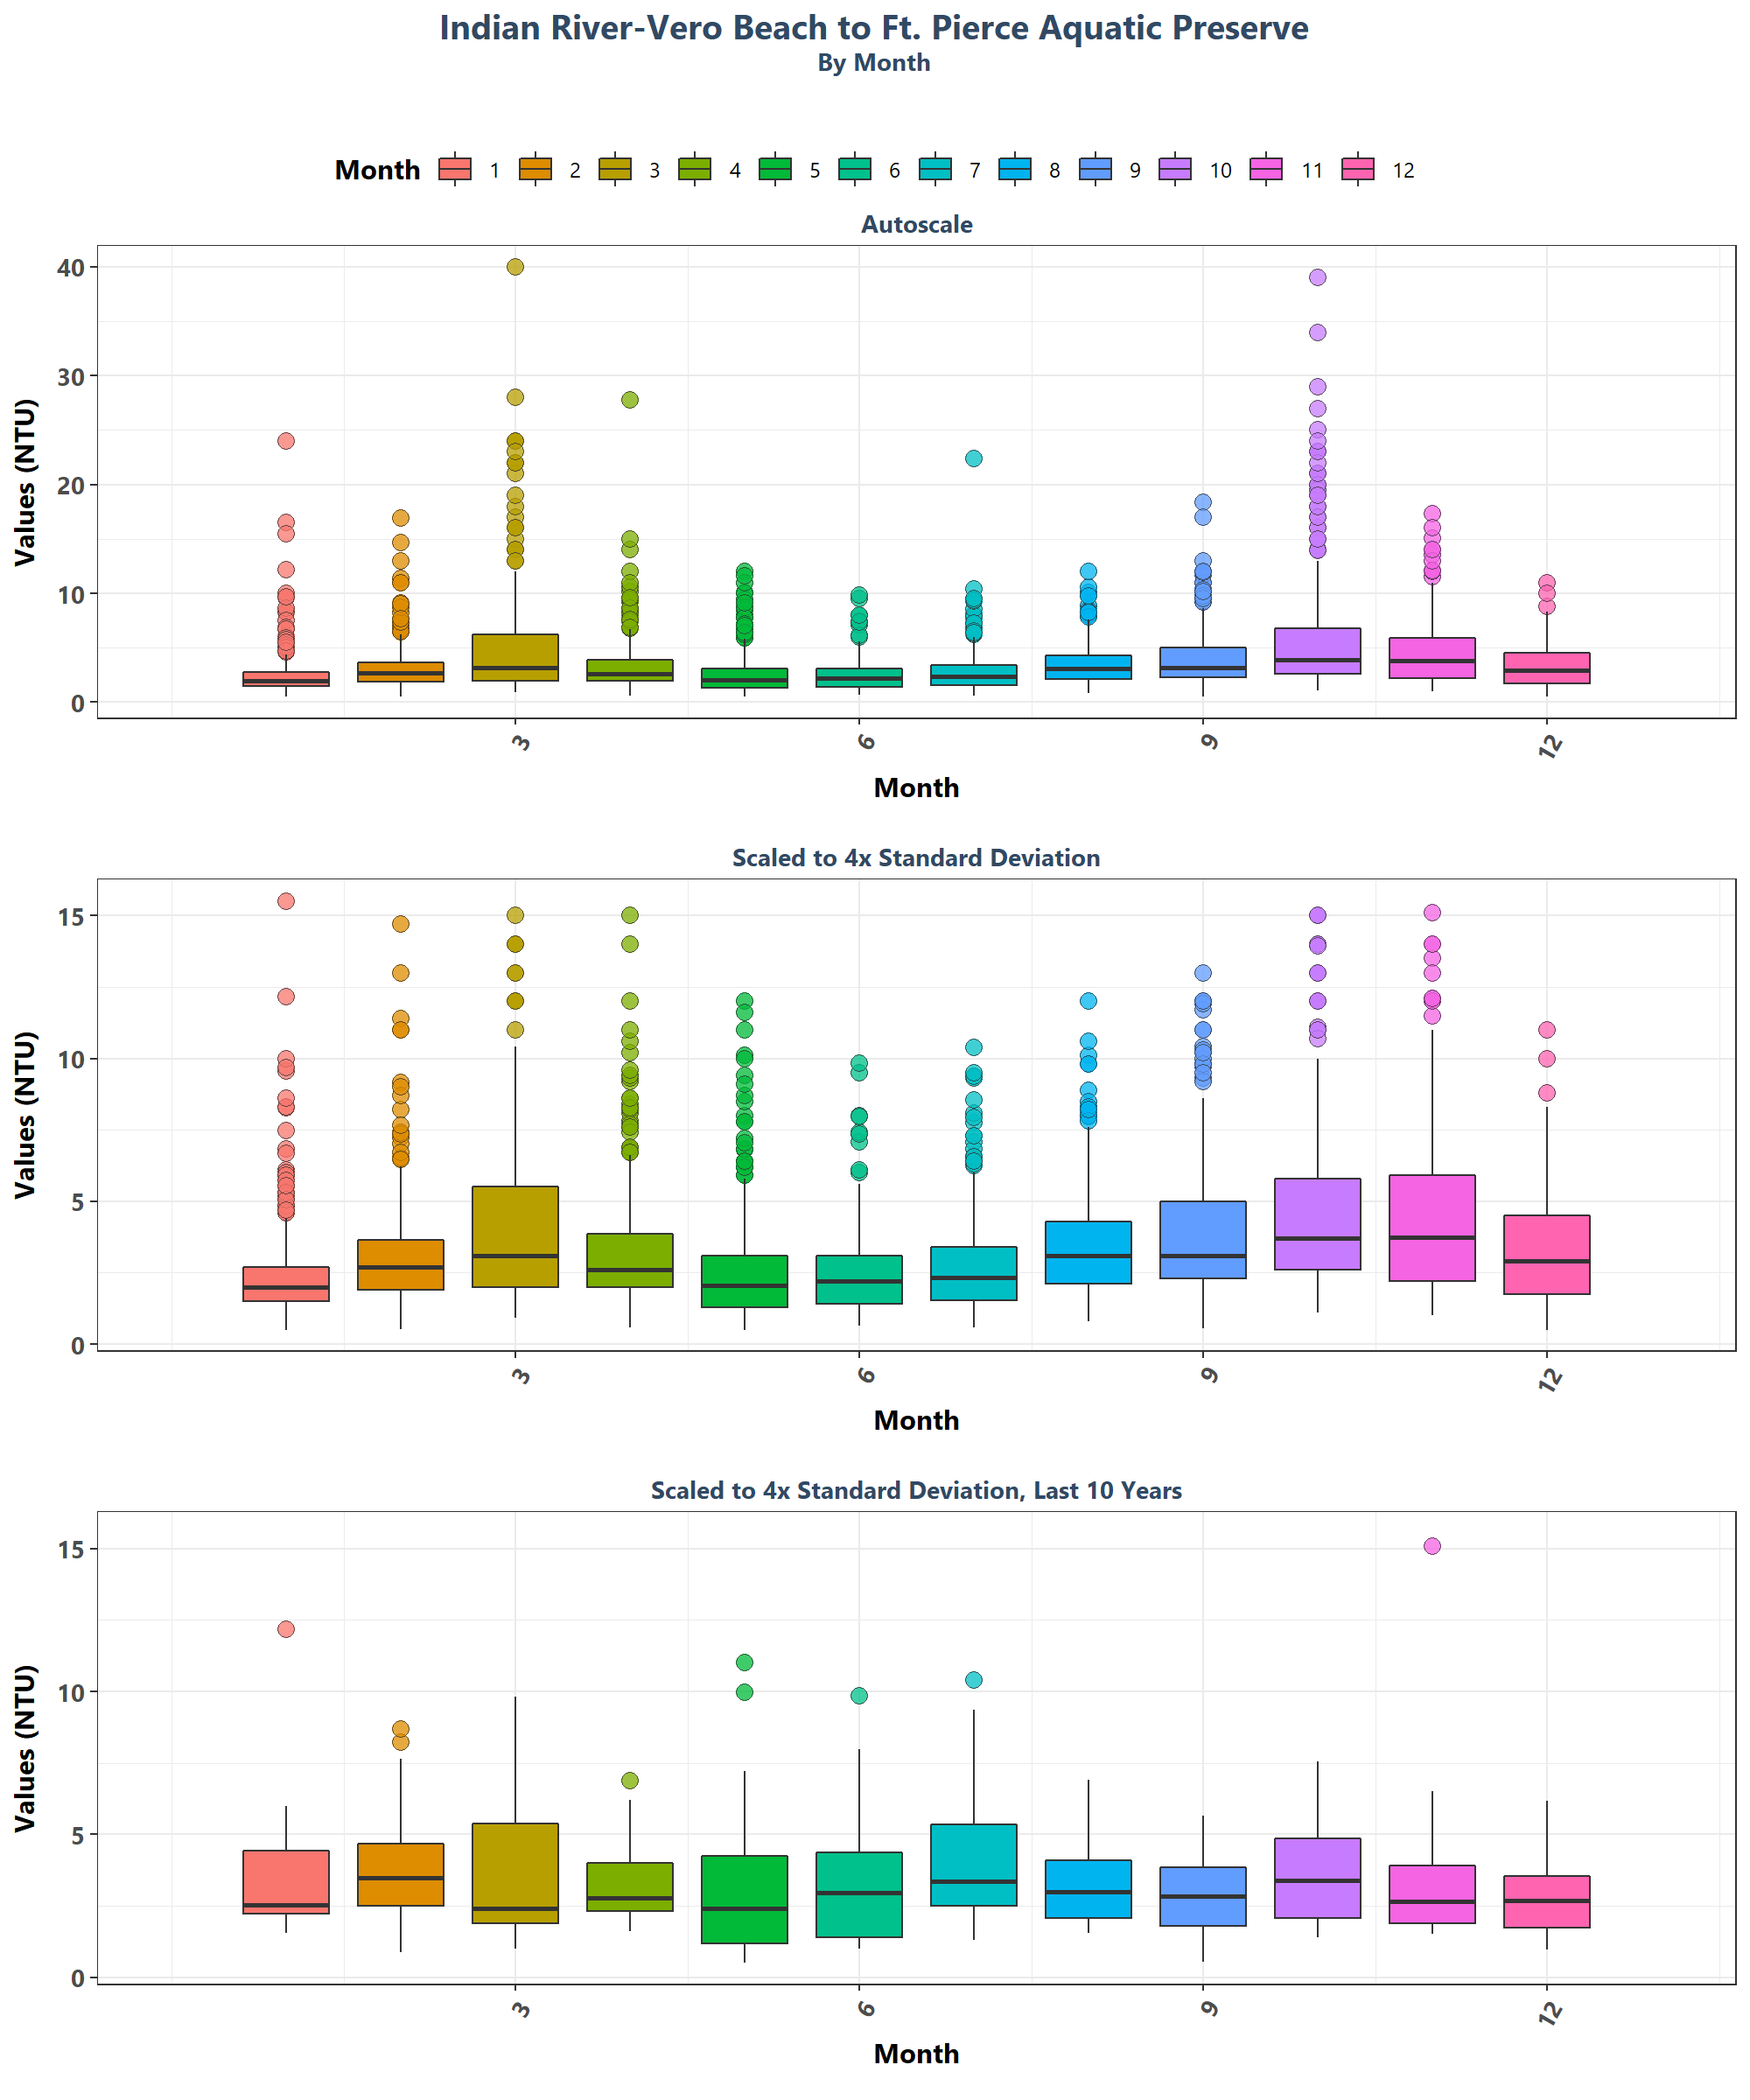 Indian River-Vero Beach to Ft. Pierce Aquatic Preserve
By Month
Month 1 2 3 4 5 6 7 8 9 10 11 12
Autoscale
Values (NTU)
40
30
20
10
0
3 6 9 12
Month
Scaled to 4x Standard Deviation
Values (NTU)
15
10
5
0
3 6 9 12
Month
Scaled to 4x Standard Deviation, Last 10 Years
Values (NTU)
15
10
5
0
3 6 9 12
Month